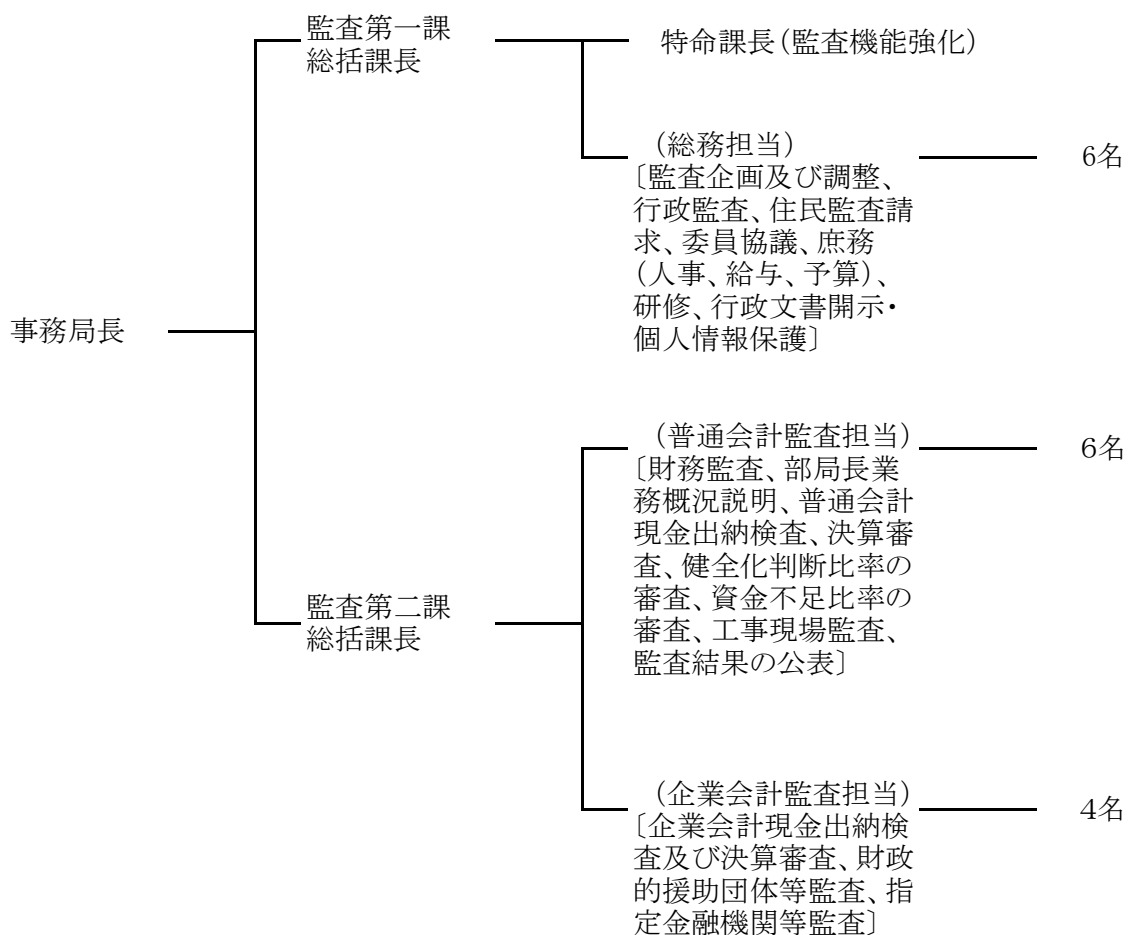 事務局長
監査第一課
総括課長
特命課長(監査機能強化)
(総務担当)
〔監査企画及び調整、
行政監査、住民監査請
求、委員協議、庶務
(人事、給与、予算)、
研修、行政文書開示・
個人情報保護〕
6名
監査第二課
総括課長
(普通会計監査担当)
〔財務監査、部局長業
務概況説明、普通会計
現金出納検査、決算審
査、健全化判断比率の
審査、資金不足比率の
審査、工事現場監査、
監査結果の公表〕
6名
(企業会計監査担当)
〔企業会計現金出納検
査及び決算審査、財政
的援助団体等監査、指
定金融機関等監査〕
4名